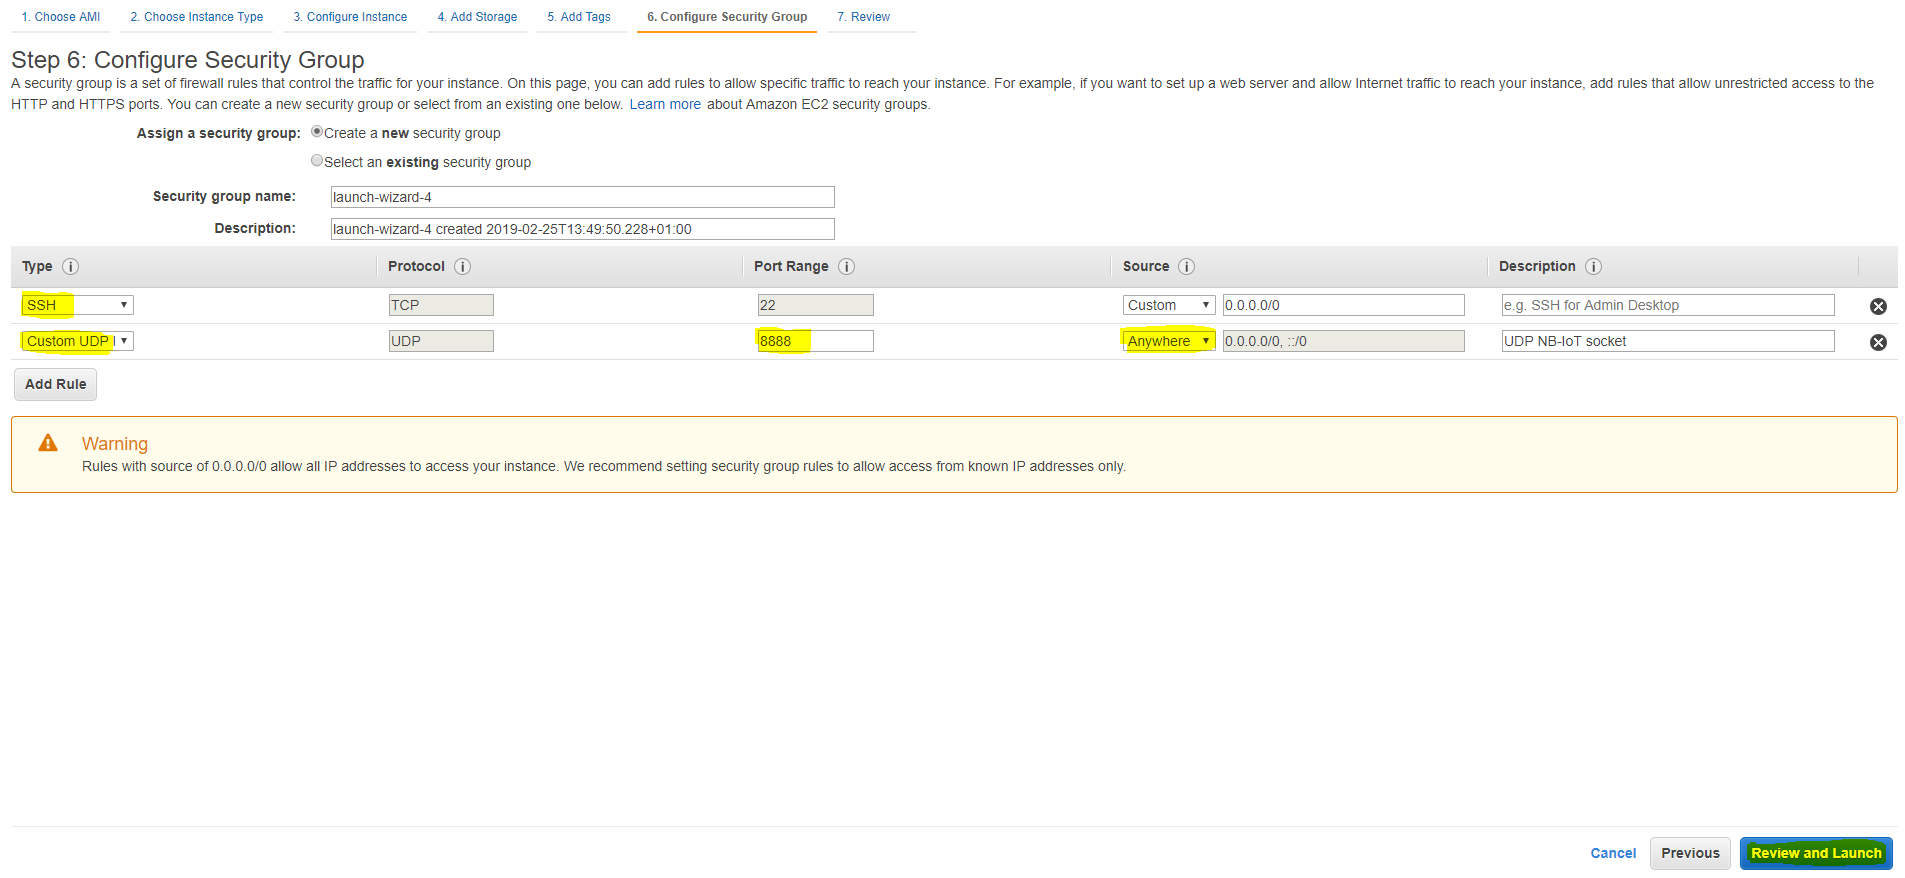 1. Choose AMI 2. Choose Instance Type 3. Configure Instance 4. Add Storage 5. Add Tags 6. Configure Security Group 7. Review
Step 6: Configure Security Group
A security group is a set of firewall rules that control the traffic for your instance. On this page, you can add rules to allow specific traffic to reach your instance. For example, if you want to set up a web server and allow Internet traffic to reach your instance, add rules that allow unrestricted access to the
HTTP and HTTPS ports. You can create a new security group or select from an existing one below. Learn more about Amazon EC2 security groups.
Assign a security group: Create a new security group
Select an existing security group
Security group name: launch-wizard-4
Description: launch-wizard-4 created 2019-02-25T13:49:50.228+01:00
Type Protocol Port Range Source Description
SSH TCP 22 Custom 0.0.0.0/0 e.g. SSH for Admin Desktop
Custom UDP UDP 8888 Anywhere 0.0.0.0/0, ::/0 UDP NB-IoT socket
Add Rule
Warning
Rules with source of 0.0.0.0/0 allow all IP addresses to access your instance. We recommend setting security group rules to allow access from known IP addresses only.
Cancel Previous Review and Launch